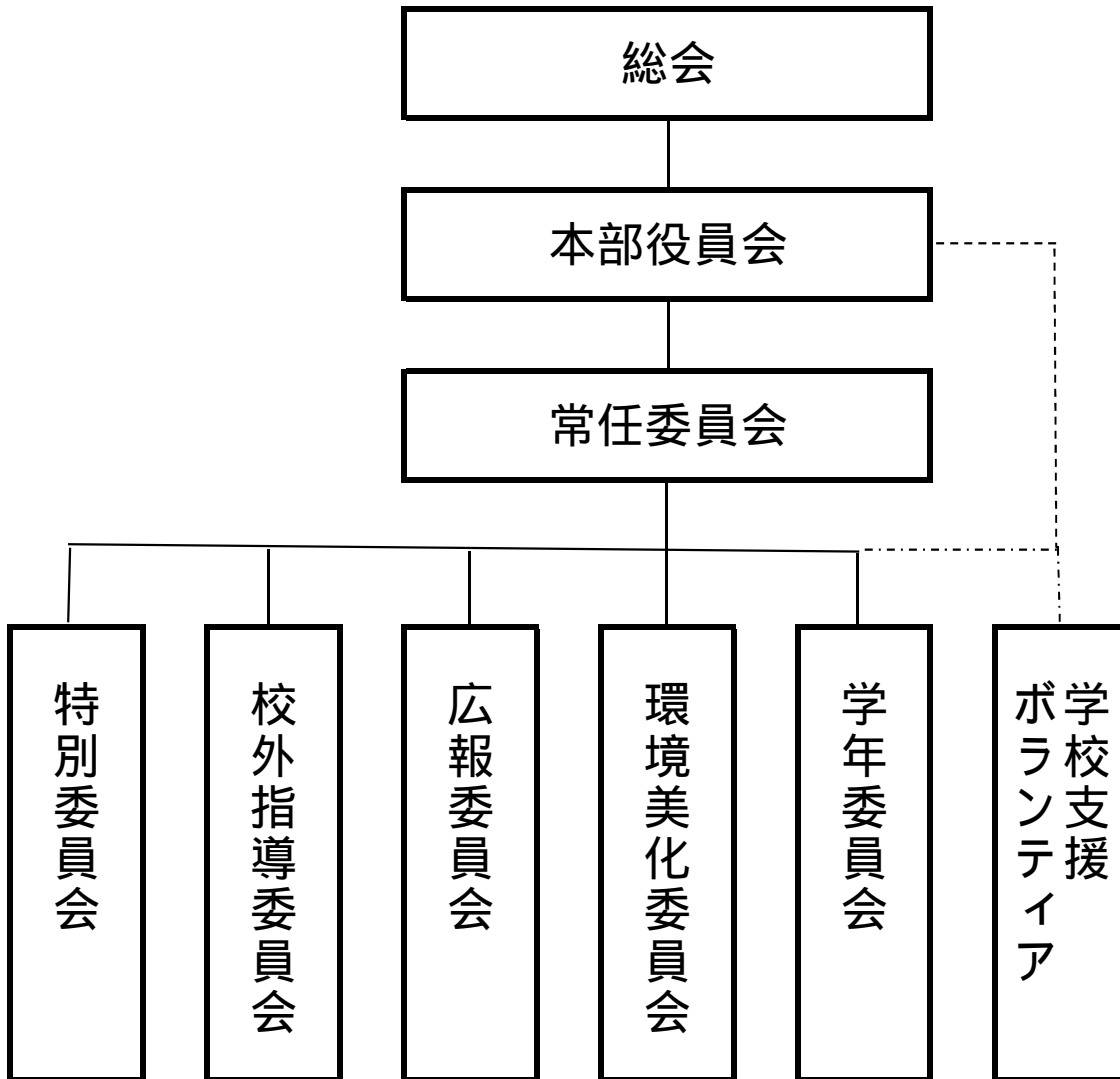 総会
本部役員会
常任委員会
特別委員会
校外指導委員会
広報委員会
環境美化委員会
学年委員会
学校支援
ボランティア